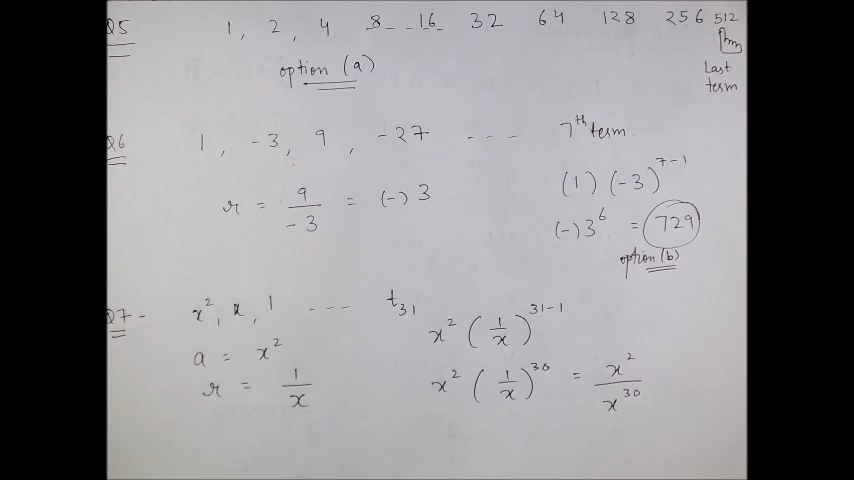 Q5 1, 2, 4 8 16 32 64 128 256 512
Last term
option (a)
Q6 1, -3, 9, -27 ---- 7th term
r = 9/-3 = (-) 3
(1) (-3)^7-1
(-) 3^6 = 729
option (b)
Q7 - x², x, 1 ---- t₃₁
x² (1/x)^31-1
a = x²
r = 1/x
x² (1/x)^30 = x²/x^30